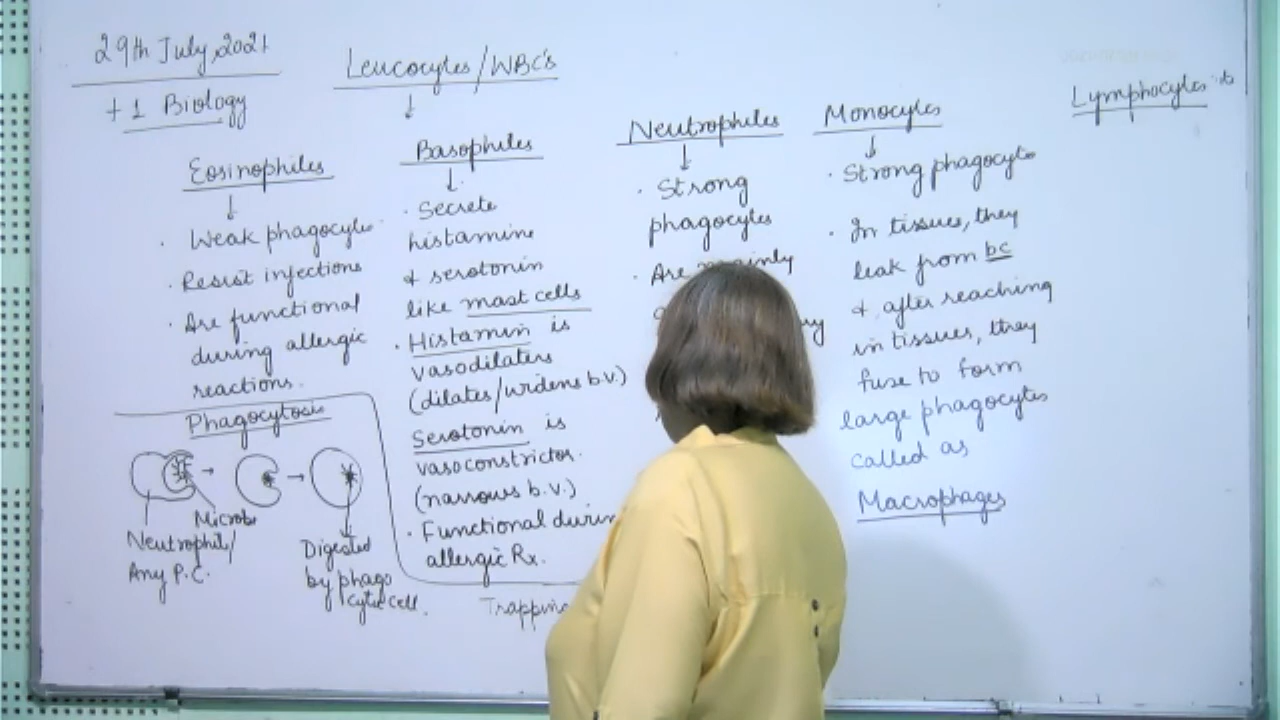 29th July, 2021
+1 Biology
Leucocytes/WBC's
Eosinophiles
· Weak phagocyte
· Resist infections
· Are functional
during allergic
reactions.
Phagocytosis
Microbe
Neutrophil/
Any P.C.
Digested
by phago
cytic cell.
Basophiles
· Secrete
histamine
& serotonin
like mast cells
· Histamin is
vasodilaters
(dilates/widens b.v.)
Serotonin is
vasoconstrictor.
(narrows b.v.)
· Functional durin
allergic Rx.
Trapping
Neutrophiles
· Strong
phagocytes
· Are mainly
Monocytes
· Strong phagocyte
· In tissues, they
leak from bc
& after reaching
in tissues, they
fuse to form
large phagocytes
called as
Macrophages
Lymphocytes